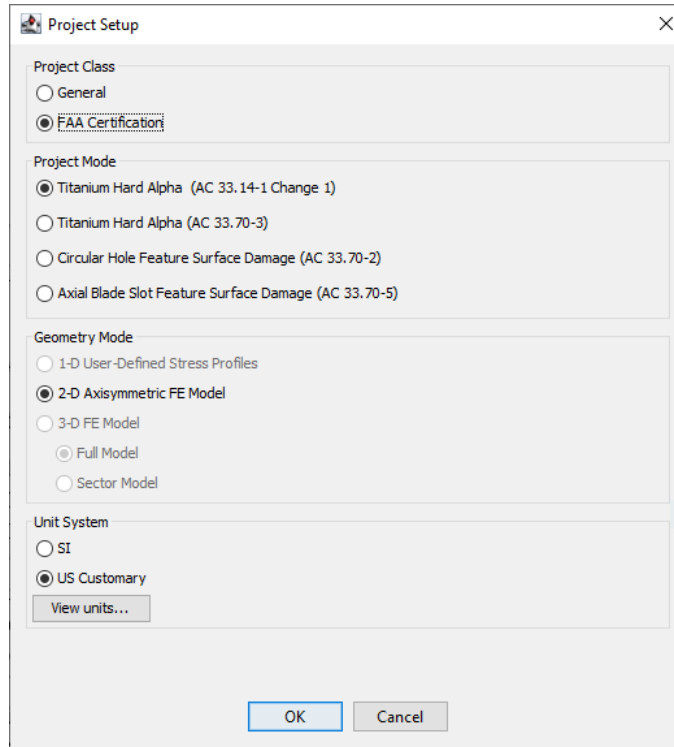 Project Setup
Project Class
General
FAA Certification
Project Mode
Titanium Hard Alpha (AC 33.14-1 Change 1)
Titanium Hard Alpha (AC 33.70-3)
Circular Hole Feature Surface Damage (AC 33.70-2)
Axial Blade Slot Feature Surface Damage (AC 33.70-5)
Geometry Mode
1-D User-Defined Stress Profiles
2-D Axisymmetric FE Model
3-D FE Model
Full Model
Sector Model
Unit System
SI
US Customary
View units...
OK Cancel